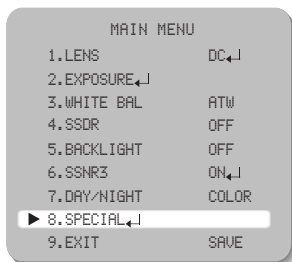 MAIN MENU
1.LENS DC↵
2.EXPOSURE↵
3.WHITE BAL ATW
4.SSDR OFF
5.BACKLIGHT OFF
6.SSNR3 ON↵
7.DAY/NIGHT COLOR
▶ 8.SPECIAL↵
9.EXIT SAVE